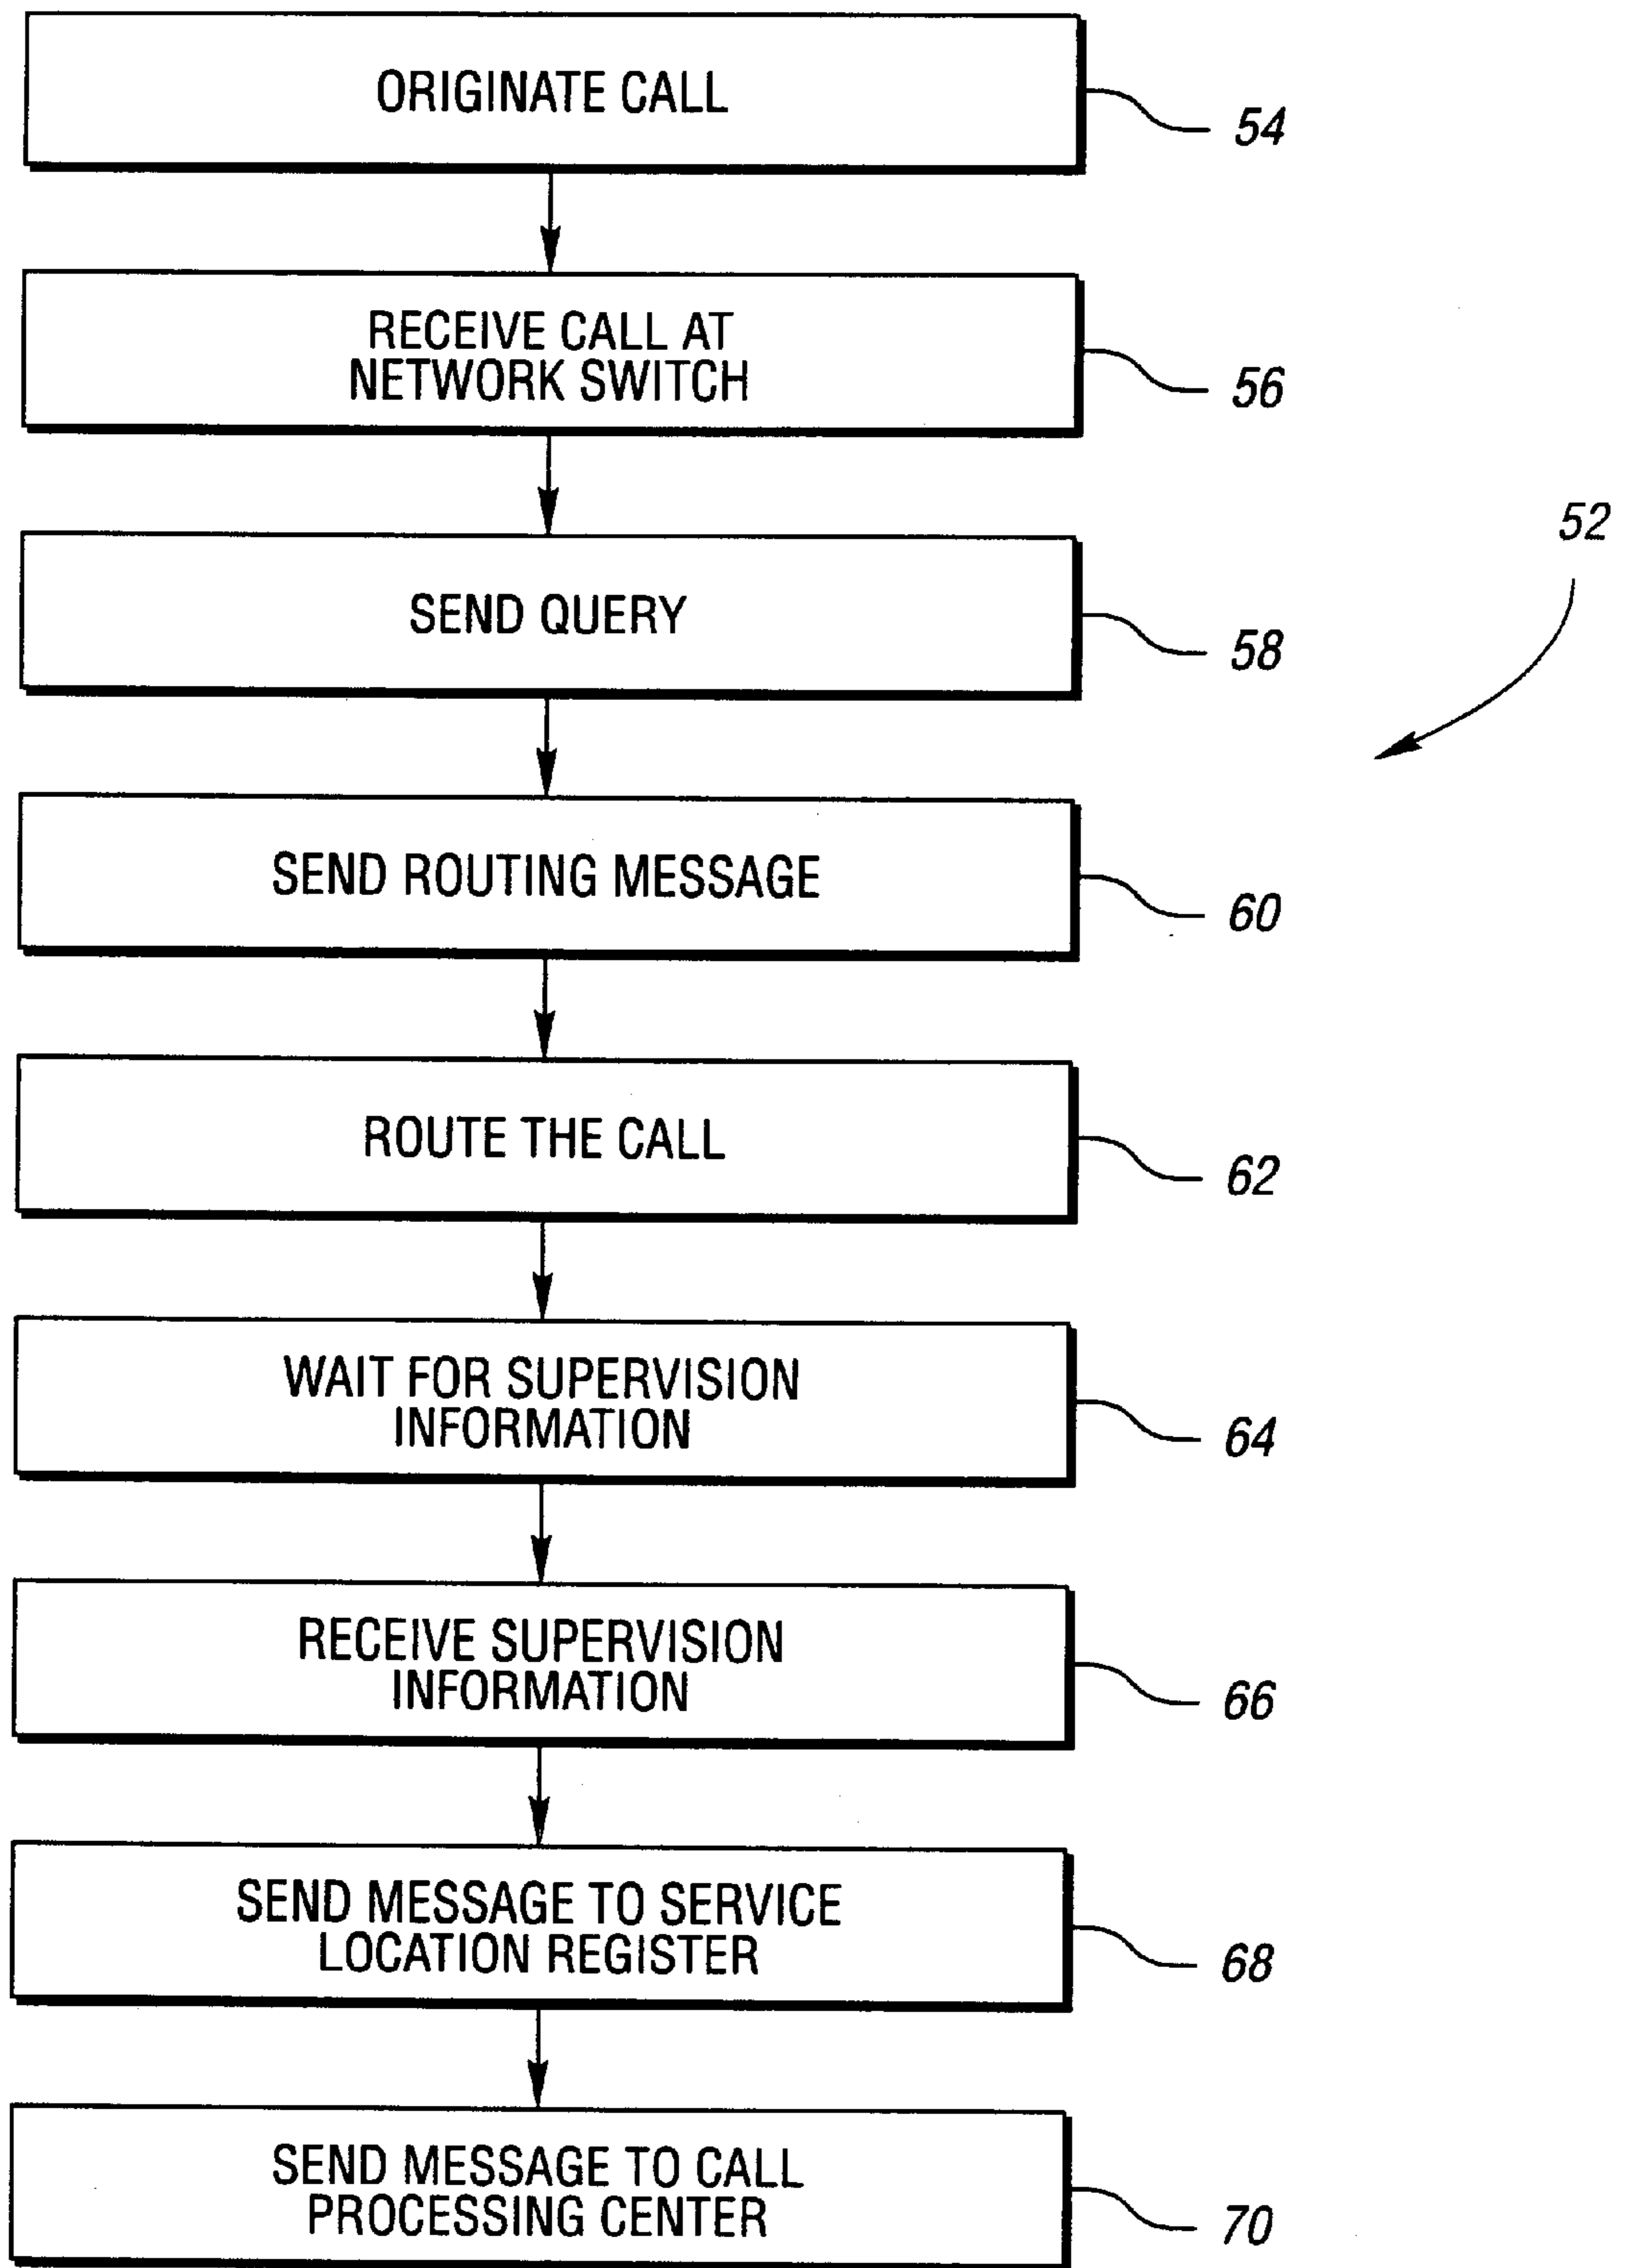 ORIGINATE CALL
54
RECEIVE CALL AT
NETWORK SWITCH
56
52
SEND QUERY
58
SEND ROUTING MESSAGE
60
ROUTE THE CALL
62
WAIT FOR SUPERVISION
INFORMATION
64
RECEIVE SUPERVISION
INFORMATION
66
SEND MESSAGE TO SERVICE
LOCATION REGISTER
68
SEND MESSAGE TO CALL
PROCESSING CENTER
70